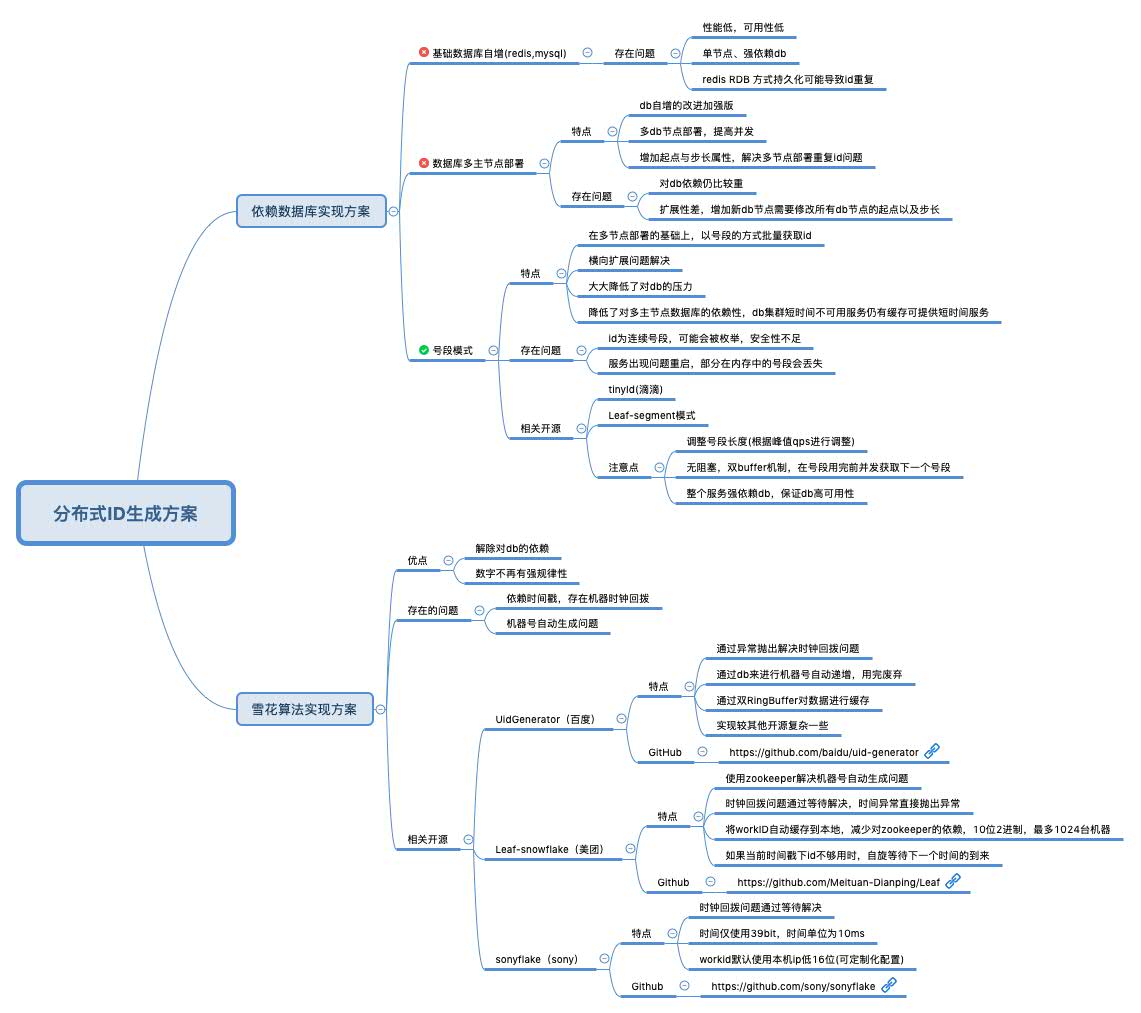 分布式ID生成方案
依赖数据库实现方案
基础数据库自增(redis,mysql)
存在问题
性能低，可用性低
单节点、强依赖db
redis RDB 方式持久化可能导致id重复
数据库多主节点部署
特点
db自增的改进加强版
多db节点部署，提高并发
增加起点与步长属性，解决多节点部署重复id问题
存在问题
对db依赖仍比较重
扩展性差，增加新db节点需要修改所有db节点的起点以及步长
号段模式
特点
在多节点部署的基础上，以号段的方式批量获取id
横向扩展问题解决
大大降低了对db的压力
降低了对多主节点数据库的依赖性，db集群短时间不可用服务仍有缓存可提供短时间服务
存在问题
id为连续号段，可能会被枚举，安全性不足
服务出现问题重启，部分在内存中的号段会丢失
相关开源
tinyId(滴滴)
Leaf-segment模式
注意点
调整号段长度(根据峰值qps进行调整)
无阻塞，双buffer机制，在号段用完前并发获取下一个号段
整个服务强依赖db，保证db高可用性
雪花算法实现方案
优点
解除对db的依赖
数字不再有强规律性
存在的问题
依赖时间戳，存在机器时钟回拨
机器号自动生成问题
相关开源
UidGenerator（百度）
特点
通过异常抛出解决时钟回拨问题
通过db来进行机器号自动递增，用完废弃
通过双RingBuffer对数据进行缓存
实现较其他开源复杂一些
GitHub
https://github.com/baidu/uid-generator
Leaf-snowflake（美团）
特点
使用zookeeper解决机器号自动生成问题
时钟回拨问题通过等待解决，时间异常直接抛出异常
将workID自动缓存到本地，减少对zookeeper的依赖，10位2进制，最多1024台机器
如果当前时间戳下id不够用时，自旋等待下一个时间的到来
Github
https://github.com/Meituan-Dianping/Leaf
sonyflake（sony）
特点
时钟回拨问题通过等待解决
时间仅使用39bit，时间单位为10ms
workid默认使用本机ip低16位(可定制化配置)
Github
https://github.com/sony/sonyflake